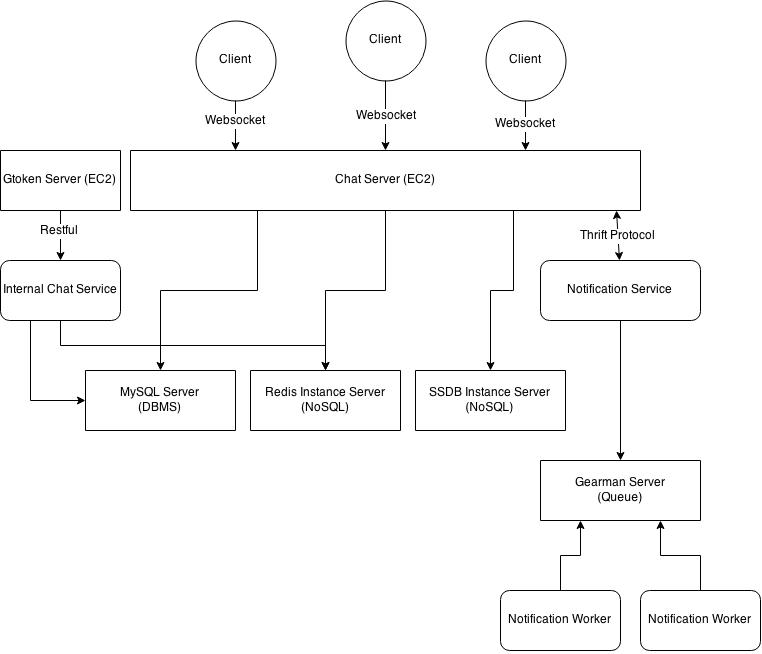 Client
Client
Client
Websocket
Websocket
Websocket
Gtoken Server (EC2)
Chat Server (EC2)
Restful
Thrift Protocol
Internal Chat Service
Notification Service
MySQL Server
(DBMS)
Redis Instance Server
(NoSQL)
SSDB Instance Server
(NoSQL)
Gearman Server
(Queue)
Notification Worker
Notification Worker